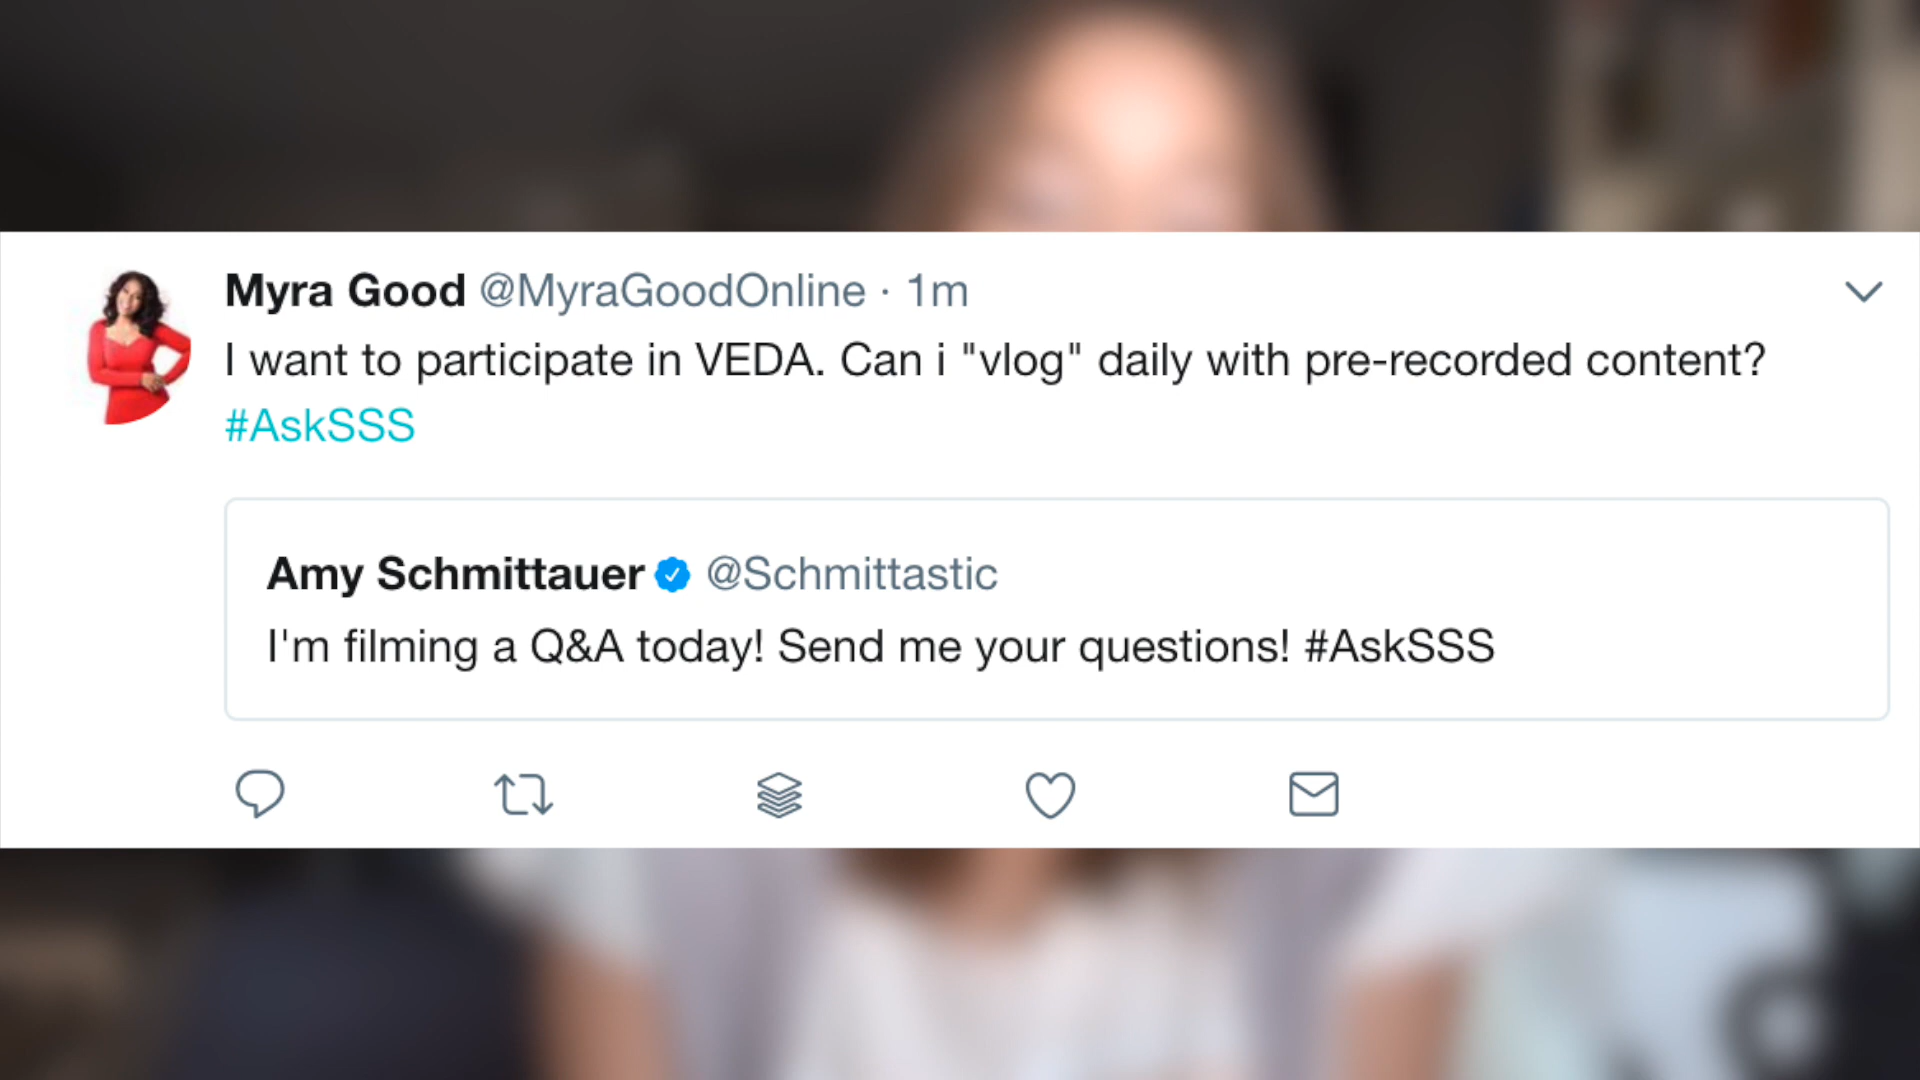 Myra Good @MyraGoodOnline · 1m
I want to participate in VEDA. Can i "vlog" daily with pre-recorded content?
#AskSSS
Amy Schmittauer @Schmittastic
I'm filming a Q&A today! Send me your questions! #AskSSS